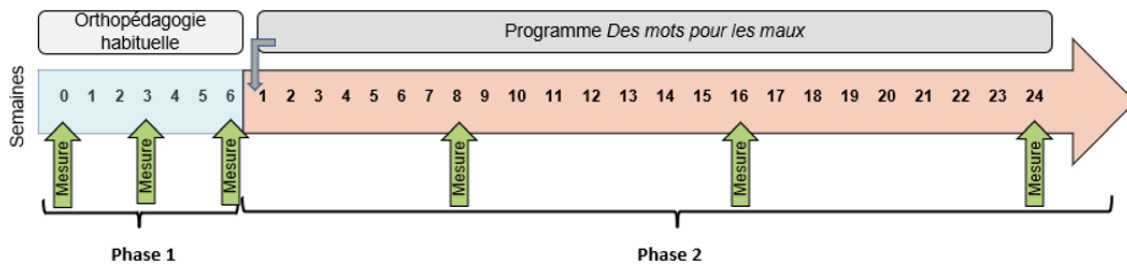 Orthopédagogie
habituelle
Programme Des mots pour les maux
Semaines
0 1 2 3 4 5 6 1 2 3 4 5 6 7 8 9 10 11 12 13 14 15 16 17 18 19 20 21 22 23 24
Mesure Mesure Mesure Mesure Mesure Mesure
Phase 1 Phase 2